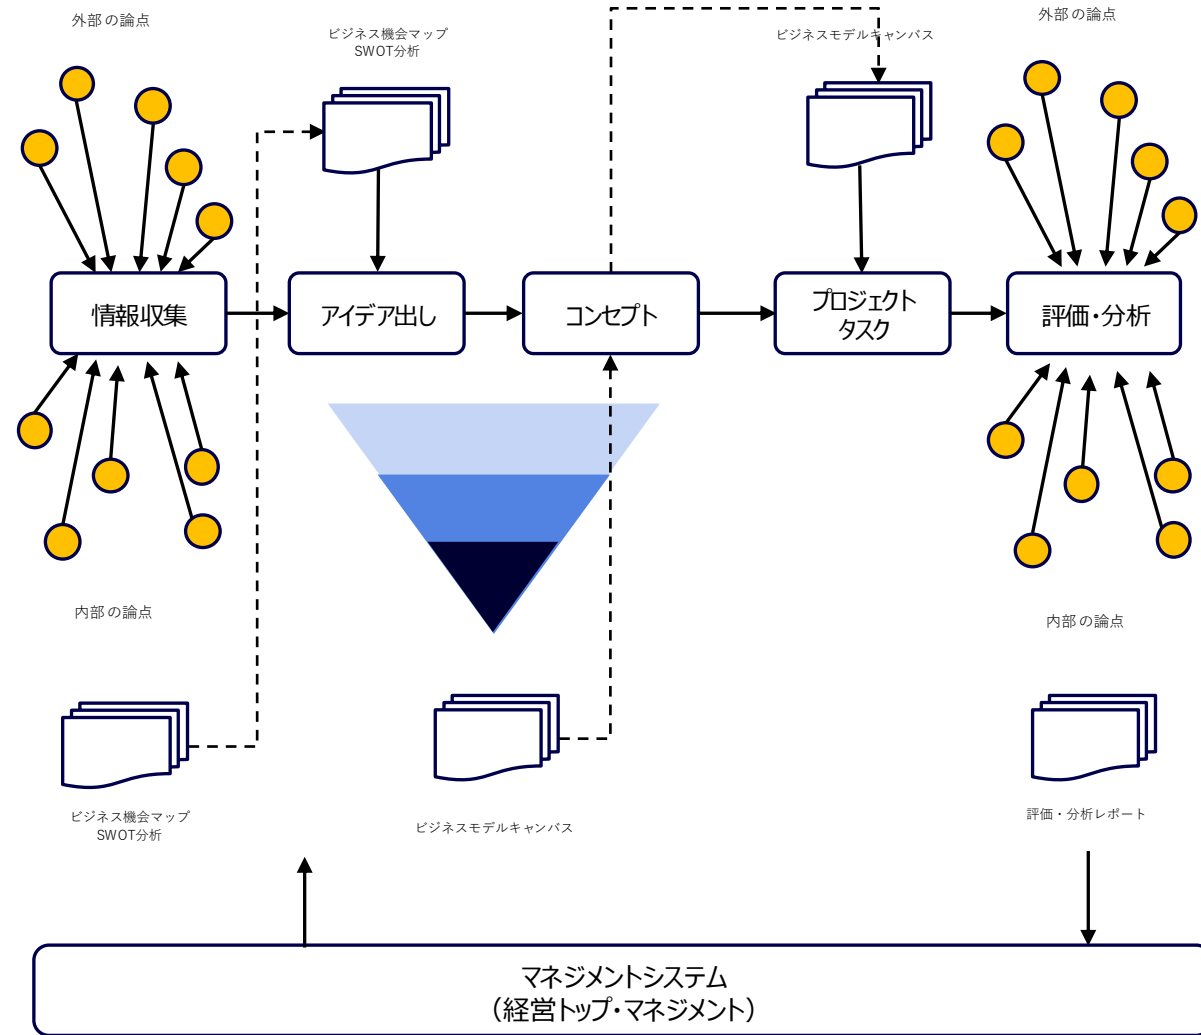 外部の論点
ビジネス機会マップ
SWOT分析
ビジネスモデルキャンバス
外部の論点
情報収集
アイデア出し
コンセプト
プロジェクト
タスク
評価・分析
内部の論点
内部の論点
ビジネス機会マップ
SWOT分析
ビジネスモデルキャンバス
評価・分析レポート
マネジメントシステム
（経営トップ・マネジメント）